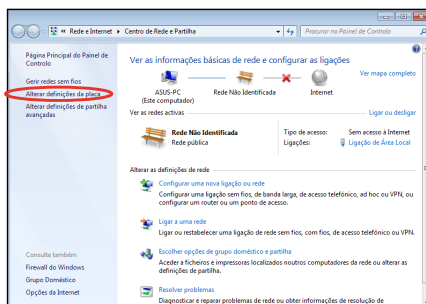 « Rede e Internet ▸ Centro de Rede e Partilha
Procurar no Painel de Controlo
Página Principal do Painel de
Controlo
Gerir redes sem fios
Alterar definições da placa
Alterar definições de partilha
avançadas
Consulte também
Firewall do Windows
Grupo Doméstico
Opções da Internet
Ver as informações básicas de rede e configurar as ligações
Ver mapa completo
ASUS-PC
(Este computador)
Rede Não Identificada
Internet
Ver as redes activas
Ligar ou desligar
Rede Não Identificada
Rede pública
Tipo de acesso: Sem acesso à Internet
Ligações: Ligação de Área Local
Alterar as definições de rede
Configurar uma nova ligação ou rede
Configurar uma ligação sem fios, de banda larga, de acesso telefónico, ad hoc ou VPN, ou
configurar um router ou um ponto de acesso.
Ligar a uma rede
Ligar ou restabelecer uma ligação de rede sem fios, com fios, de acesso telefónico ou VPN.
Escolher opções de grupo doméstico e partilha
Aceder a ficheiros e impressoras localizados noutros computadores da rede ou alterar as
definições de partilha.
Resolver problemas
Diagnosticar e reparar problemas de rede ou obter informações de resolução de